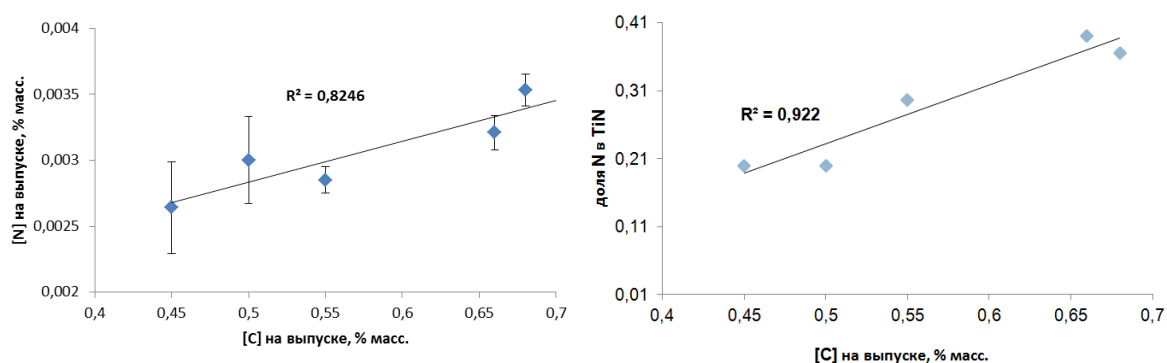 0,004
0,0035
0,003
0,0025
0,002
[N] на выпуске, % масс.
R² = 0,8246
0,4 0,45 0,5 0,55 0,6 0,65 0,7
[C] на выпуске, % масс.
0,41
0,31
0,21
0,11
0,01
доля N в TiN
R² = 0,922
0,4 0,45 0,5 0,55 0,6 0,65 0,7
[C] на выпуске, % масс.